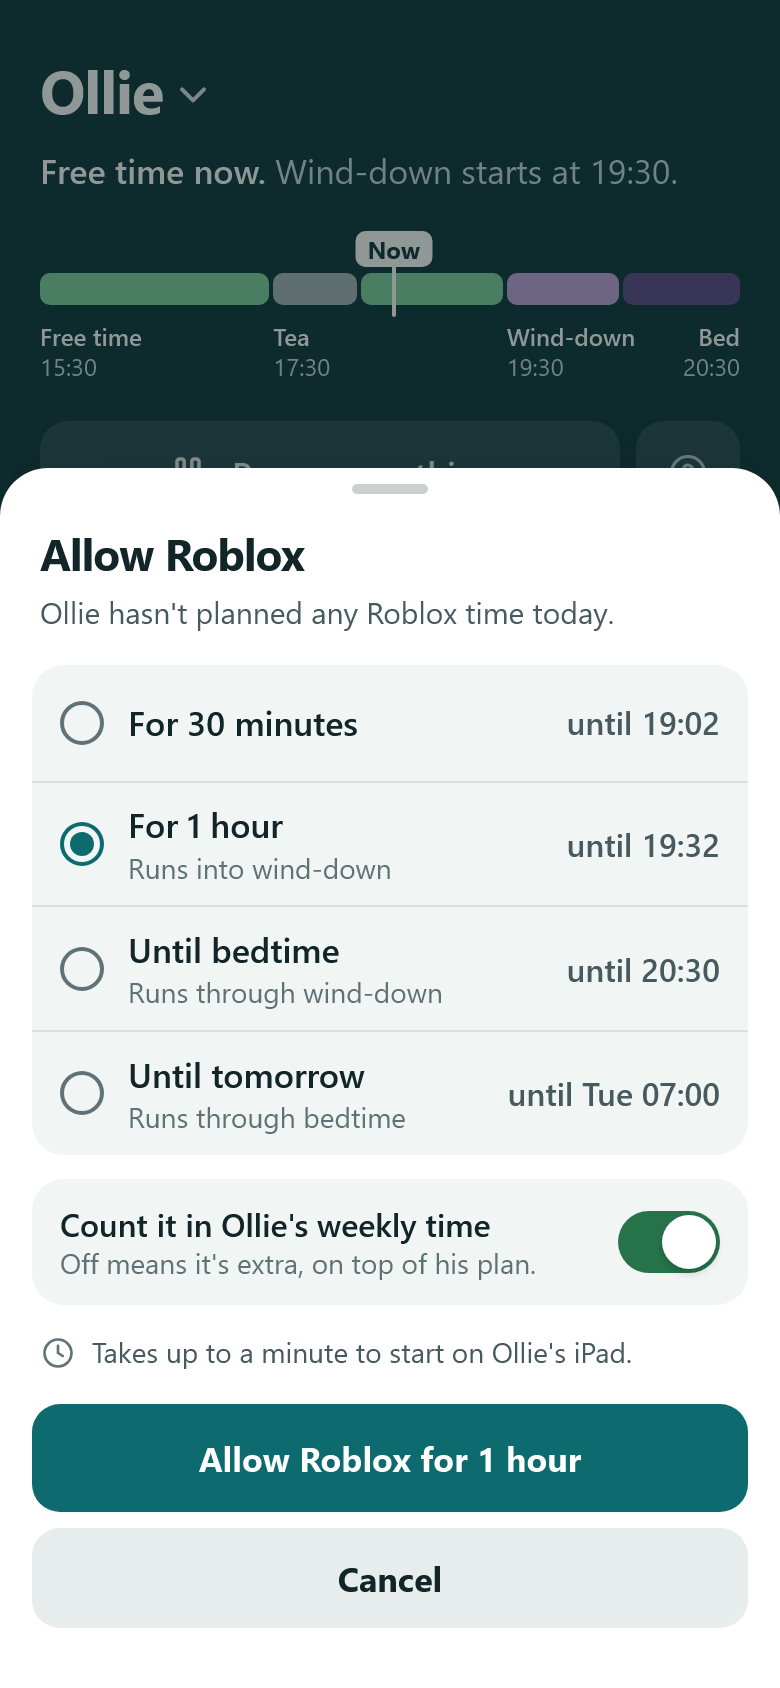 Ollie
Free time now. Wind-down starts at 19:30.
Now
Free time
15:30
Tea
17:30
Wind-down
19:30
Bed
20:30
Allow Roblox
Ollie hasn't planned any Roblox time today.
For 30 minutes
until 19:02
For 1 hour
Runs into wind-down
until 19:32
Until bedtime
Runs through wind-down
until 20:30
Until tomorrow
Runs through bedtime
until Tue 07:00
Count it in Ollie's weekly time
Off means it's extra, on top of his plan.
Takes up to a minute to start on Ollie's iPad.
Allow Roblox for 1 hour
Cancel